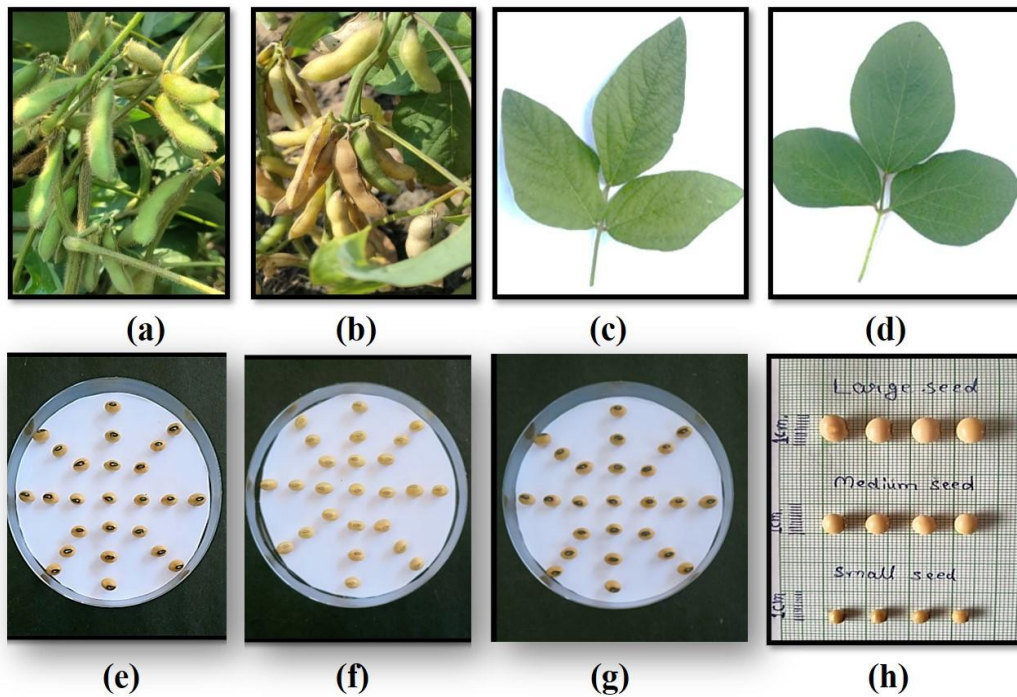 (a)
(b)
(c)
(d)
Large seed
1cm
Medium seed
1cm
Small seed
1cm
(e)
(f)
(g)
(h)